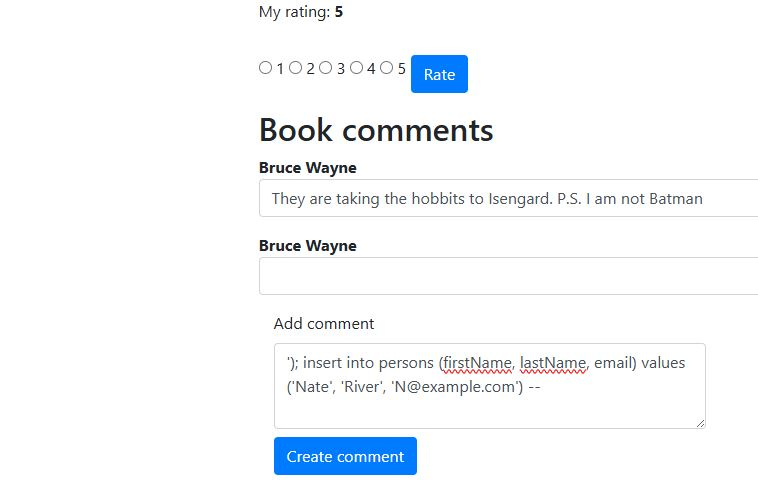 My rating: 5
1 2 3 4 5 Rate
Book comments
Bruce Wayne
They are taking the hobbits to Isengard. P.S. I am not Batman
Bruce Wayne
Add comment
'); insert into persons (firstName, lastName, email) values
('Nate', 'River', 'N@example.com') --
Create comment